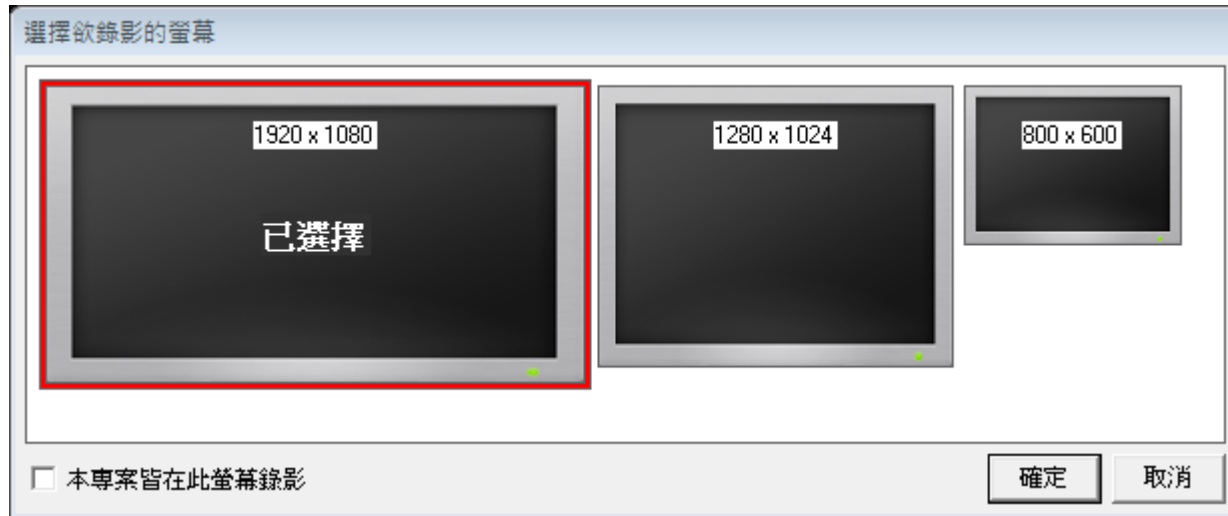 選擇欲錄影的螢幕
1920 x 1080
1280 x 1024
800 x 600
已選擇
本專案皆在此螢幕錄影
確定
取消